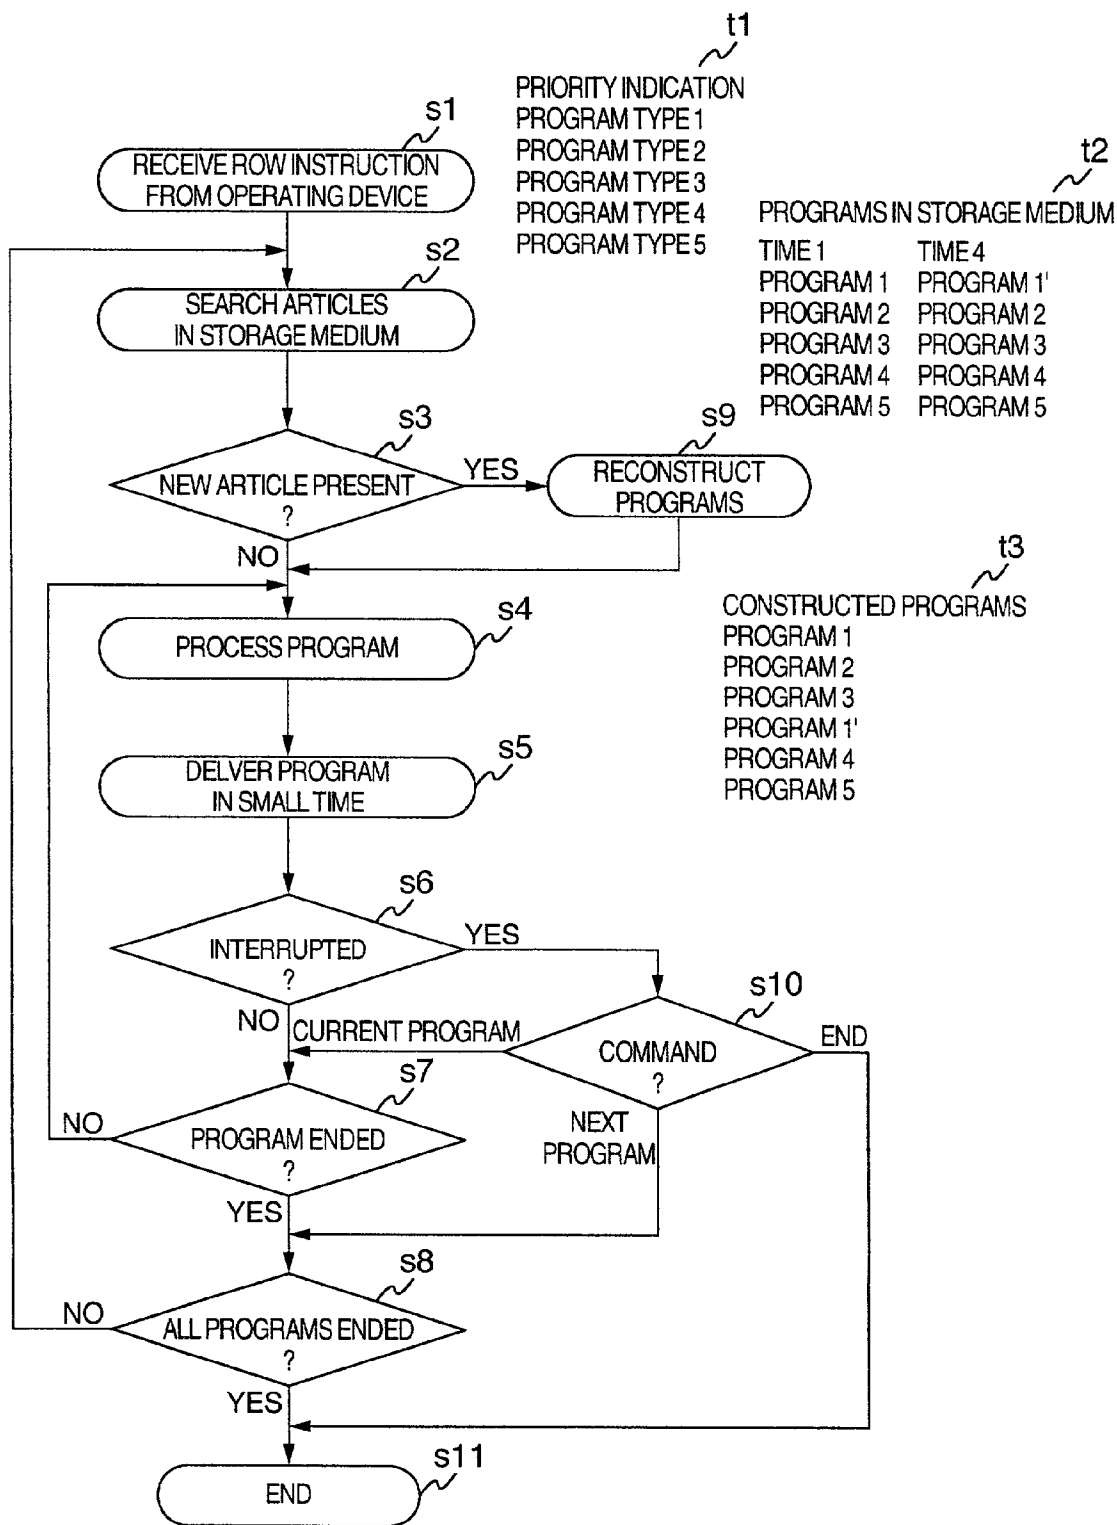 t1
PRIORITY INDICATION
PROGRAM TYPE 1
PROGRAM TYPE 2
PROGRAM TYPE 3
PROGRAM TYPE 4
PROGRAM TYPE 5
s1
RECEIVE ROW INSTRUCTION
FROM OPERATING DEVICE
t2
PROGRAMS IN STORAGE MEDIUM
TIME 1 TIME 4
PROGRAM 1 PROGRAM 1'
PROGRAM 2 PROGRAM 2
PROGRAM 3 PROGRAM 3
PROGRAM 4 PROGRAM 4
PROGRAM 5 PROGRAM 5
s2
SEARCH ARTICLES
IN STORAGE MEDIUM
s3
NEW ARTICLE PRESENT
?
YES
NO
s9
RECONSTRUCT
PROGRAMS
t3
CONSTRUCTED PROGRAMS
PROGRAM 1
PROGRAM 2
PROGRAM 3
PROGRAM 1'
PROGRAM 4
PROGRAM 5
s4
PROCESS PROGRAM
s5
DELVER PROGRAM
IN SMALL TIME
s6
INTERRUPTED
?
YES
NO
s10
COMMAND
?
CURRENT PROGRAM
END
NEXT
PROGRAM
s7
PROGRAM ENDED
?
NO
YES
s8
ALL PROGRAMS ENDED
?
NO
YES
s11
END